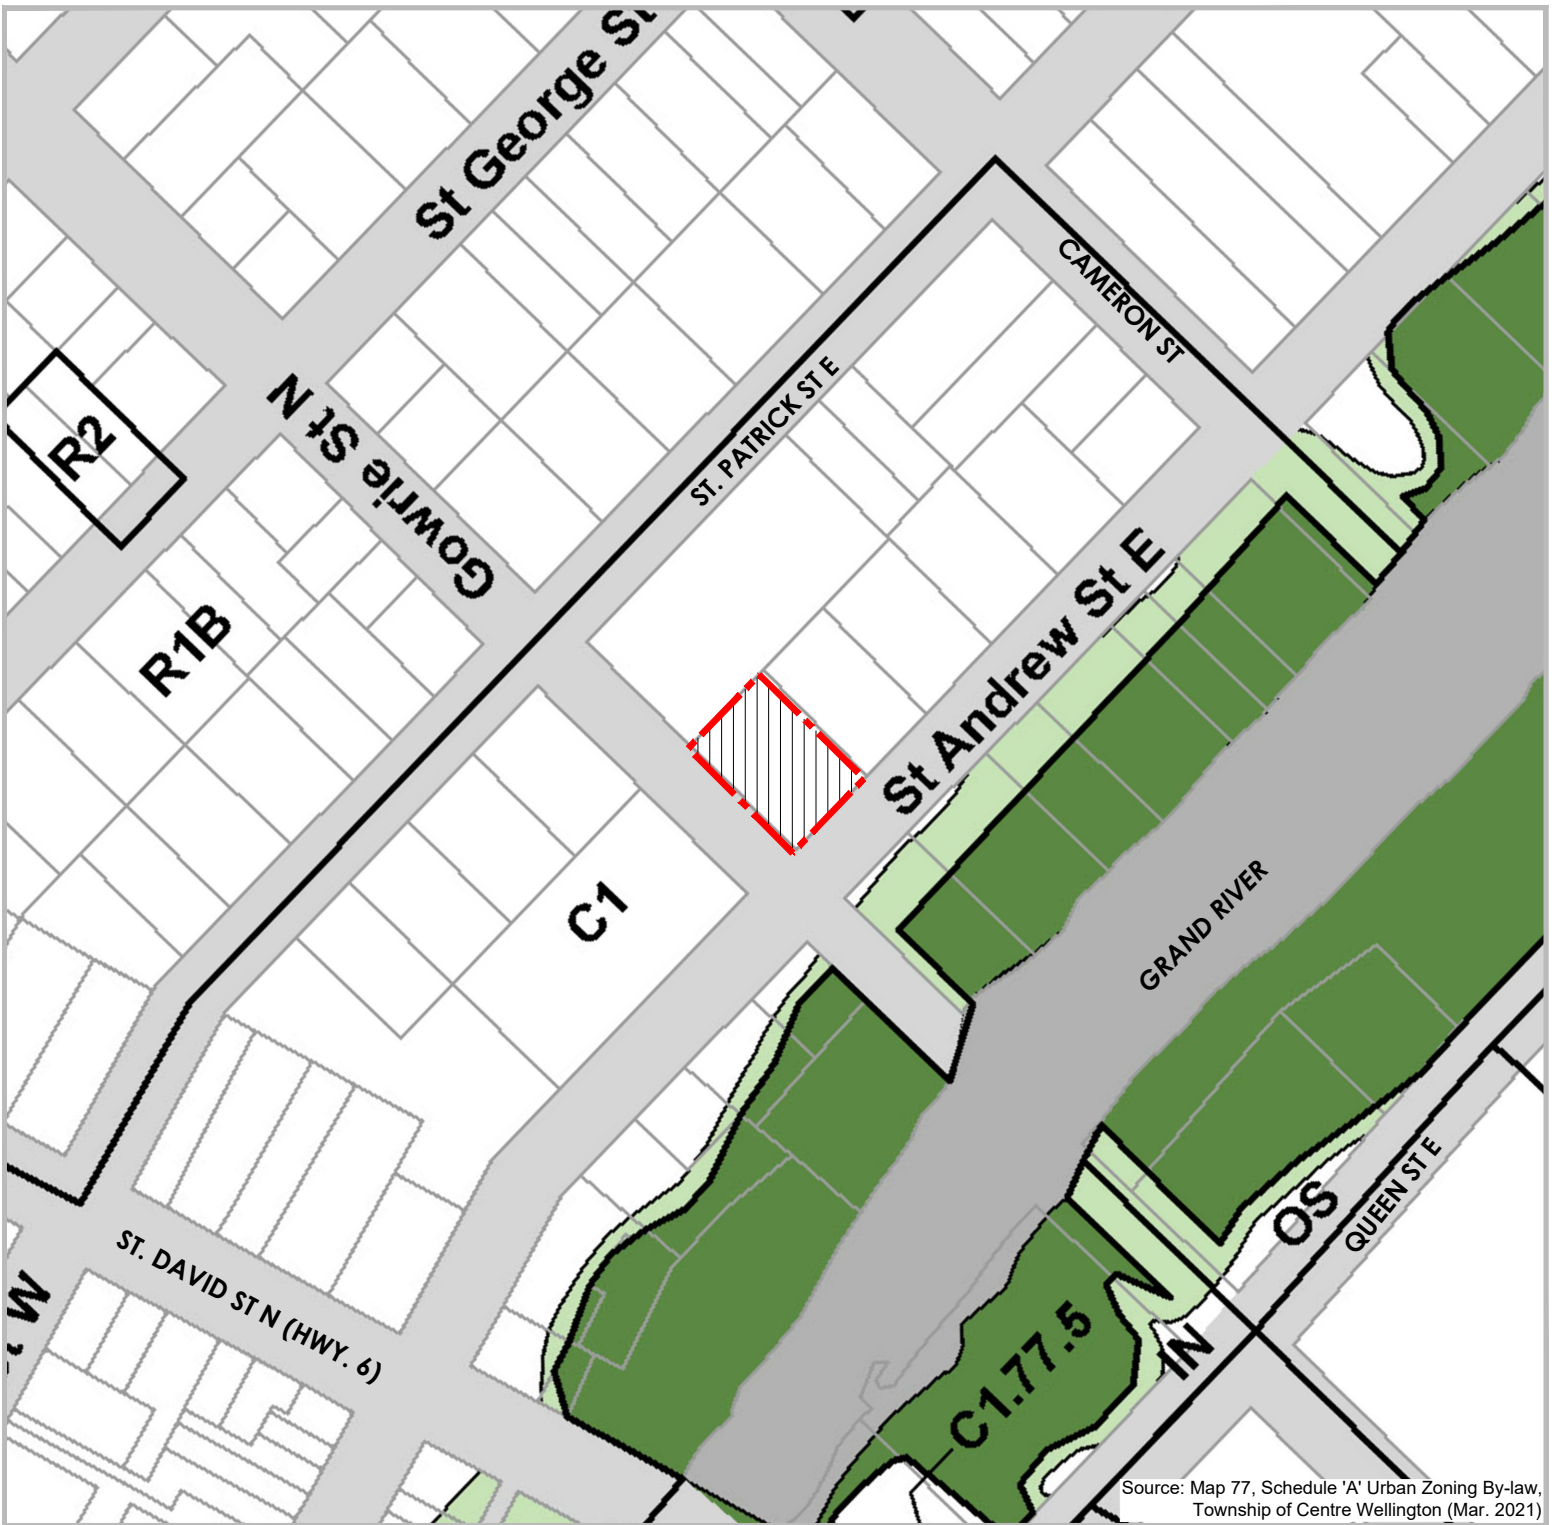 St George St
CAMERON ST
ST. PATRICK ST E
Gowrie St N
R2
R1B
St Andrew St E
C1
GRAND RIVER
OS
QUEEN ST E
ST. DAVID ST N (HWY. 6)
W
C1.77.5
IN
Source: Map 77, Schedule 'A' Urban Zoning By-law,
Township of Centre Wellington (Mar. 2021)